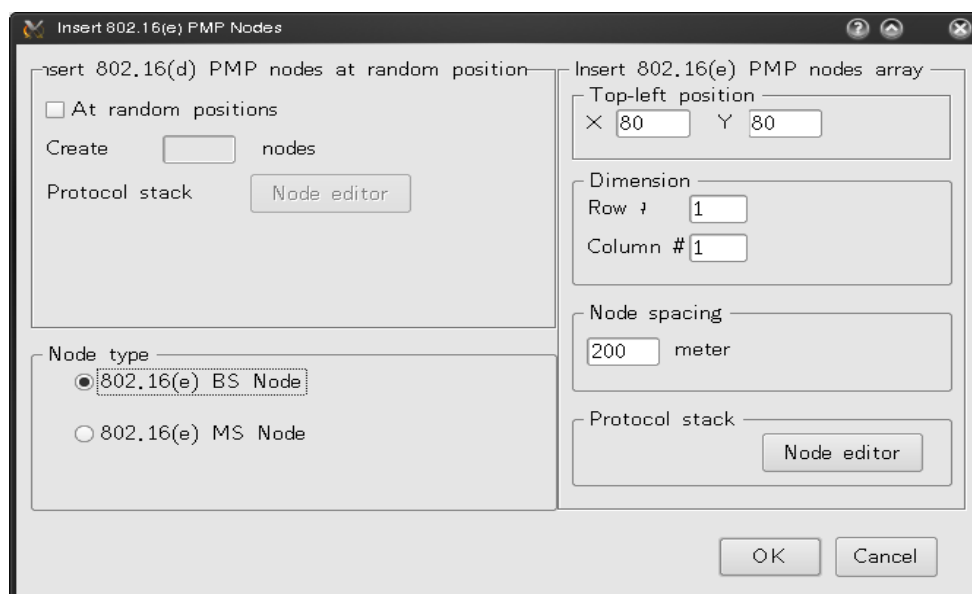 Insert 802.16(e) PMP Nodes
nsert 802.16(d) PMP nodes at random position
At random positions
Create nodes
Protocol stack Node editor
Node type
802.16(e) BS Node
802.16(e) MS Node
Insert 802.16(e) PMP nodes array
Top-left position
X 80 Y 80
Dimension
Row 1
Column # 1
Node spacing
200 meter
Protocol stack
Node editor
OK Cancel